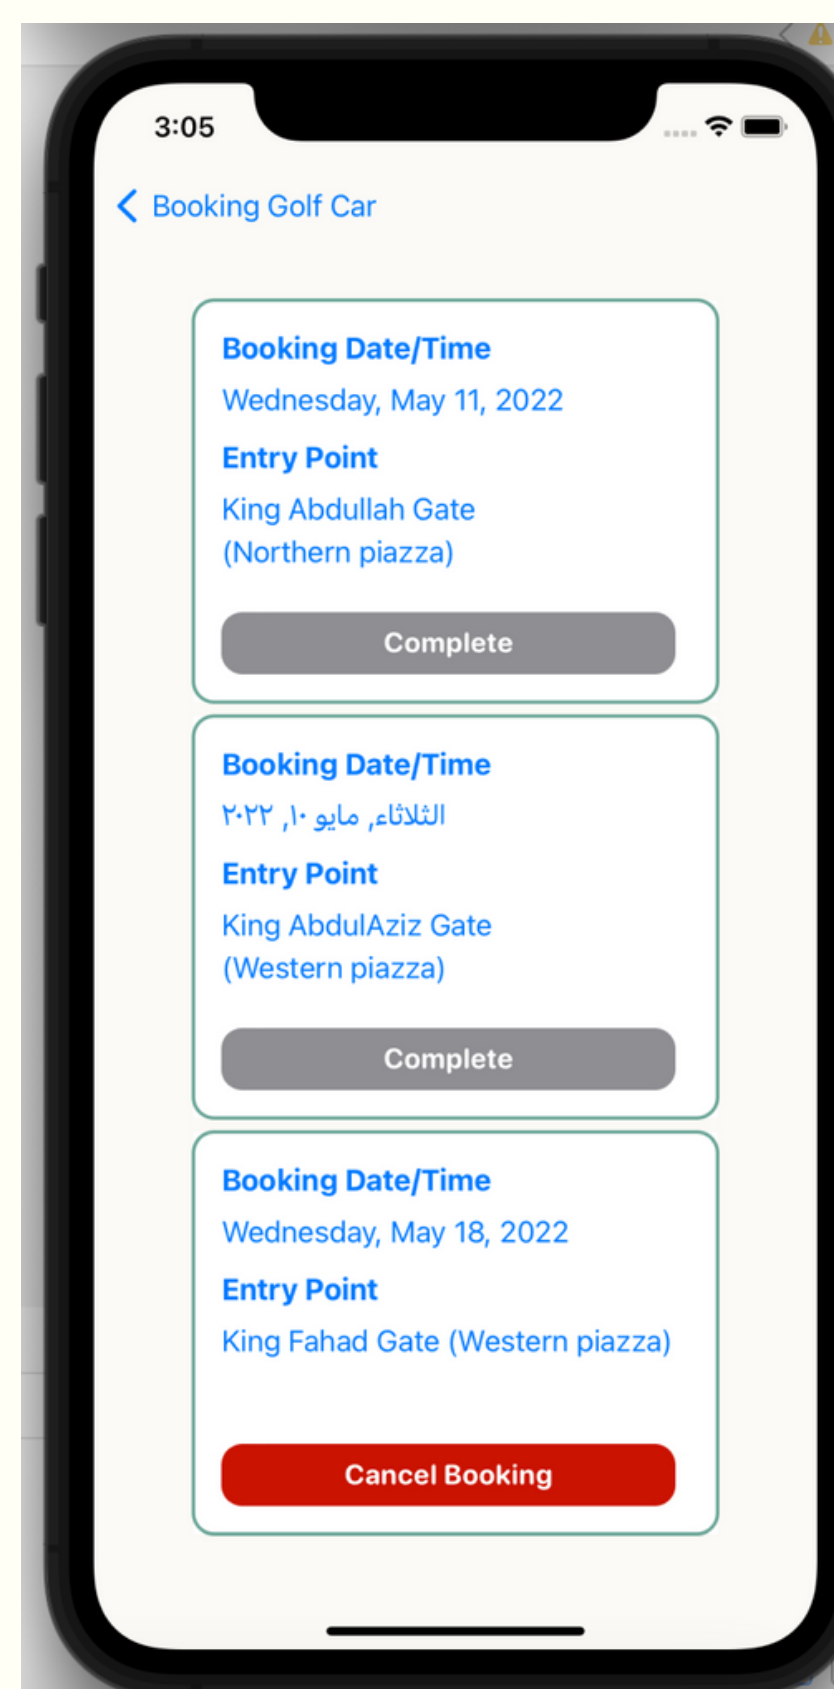 3:05
Booking Golf Car
Booking Date/Time
Wednesday, May 11, 2022
Entry Point
King Abdullah Gate
(Northern piazza)
Complete
Booking Date/Time
الثلاثاء, مايو ١٠, ٢٠٢٢
Entry Point
King AbdulAziz Gate
(Western piazza)
Complete
Booking Date/Time
Wednesday, May 18, 2022
Entry Point
King Fahad Gate (Western piazza)
Cancel Booking